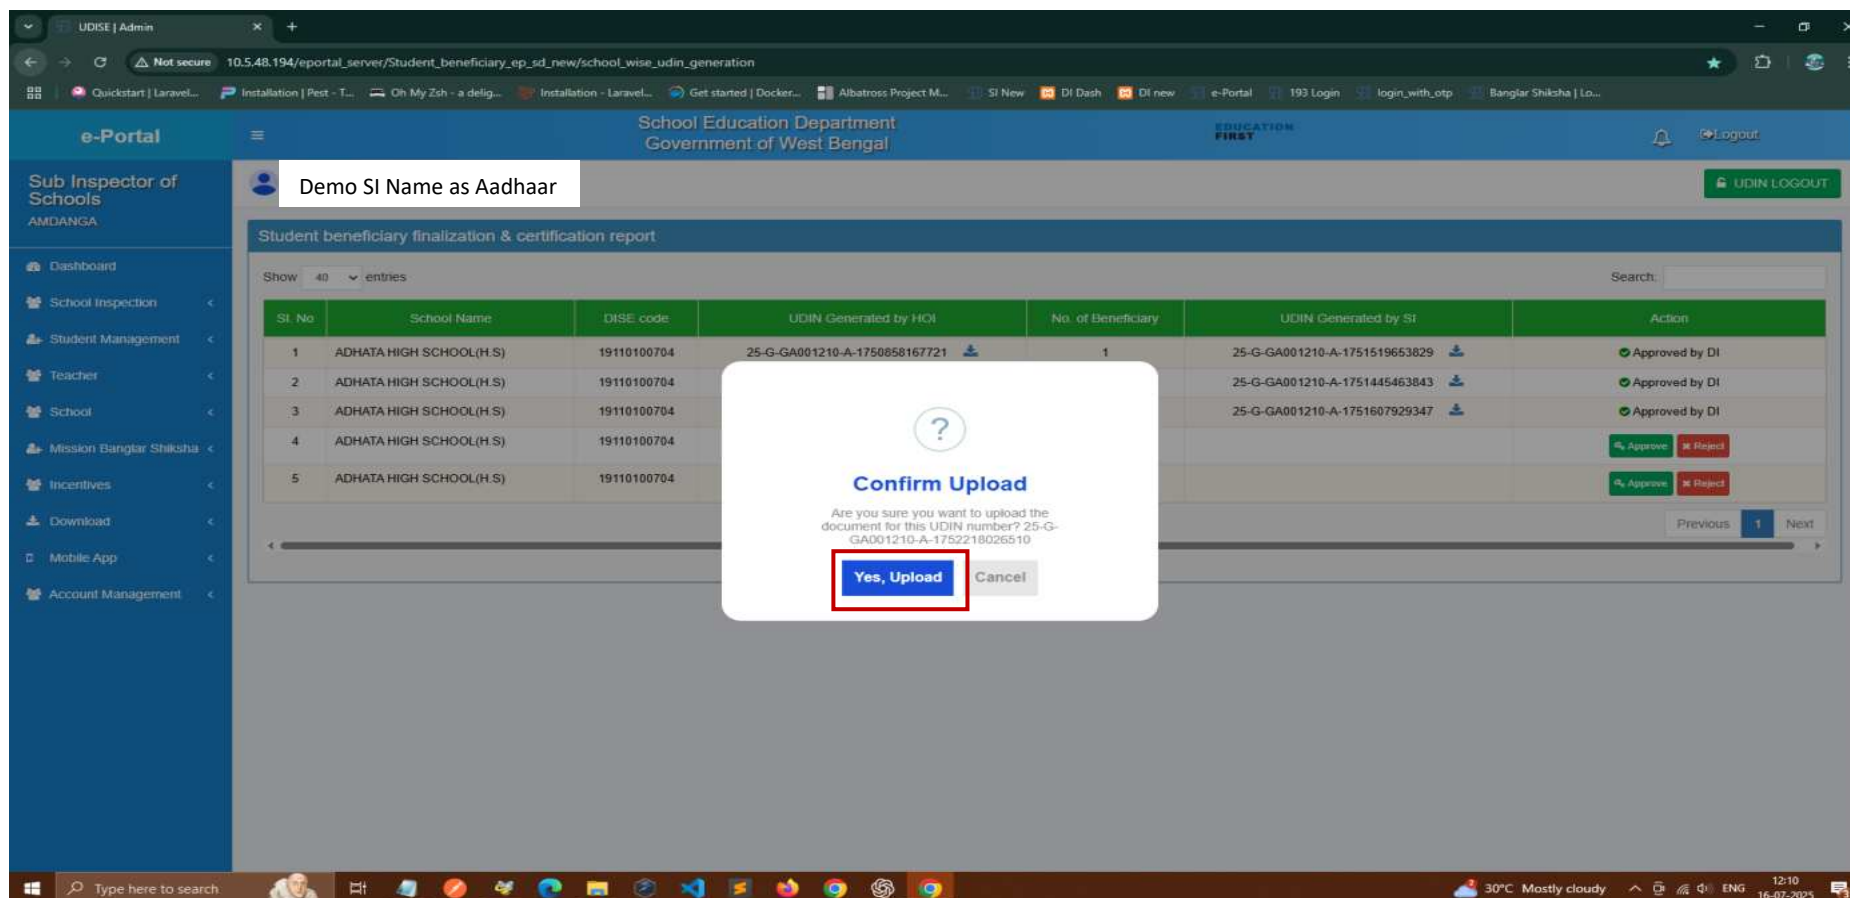 UDISE | Admin
Not secure 10.5.48.194/eportal_server/Student_beneficiary_ep_sd_new/school_wise_udin_generation
Quickstart | Laravel... Installation | Pest - T... Oh My Zsh - a delig... Installation - Laravel... Get started | Docker... Albatross Project M... SI New DI Dash DI new e-Portal 193 Login login_with_otp Banglar Shiksha | Lo...
e-Portal
School Education Department
Government of West Bengal
EDUCATION
FIRST
Logout
Sub Inspector of
Schools
AMDANGA
Demo SI Name as Aadhaar
UDIN LOGOUT
Dashboard
School Inspection
Student Management
Teacher
School
Mission Banglar Shiksha
Incentives
Download
Mobile App
Account Management
Student beneficiary finalization & certification report
Show 40 entries
Search:
Sl. No School Name DISE code UDIN Generated by HOI No. of Beneficiary UDIN Generated by SI Action
1 ADHATA HIGH SCHOOL(H.S) 19110100704 25-G-GA001210-A-1750858167721 1 25-G-GA001210-A-1751519653829 Approved by DI
2 ADHATA HIGH SCHOOL(H.S) 19110100704 25-G-GA001210-A-1751445463843 Approved by DI
3 ADHATA HIGH SCHOOL(H.S) 19110100704 25-G-GA001210-A-1751607929347 Approved by DI
4 ADHATA HIGH SCHOOL(H.S) 19110100704 Approve Reject
5 ADHATA HIGH SCHOOL(H.S) 19110100704 Approve Reject
Previous 1 Next
?
Confirm Upload
Are you sure you want to upload the
document for this UDIN number? 25-G-
GA001210-A-1752218026510
Yes, Upload Cancel
Type here to search
30°C Mostly cloudy ENG 12:10
16-07-2025